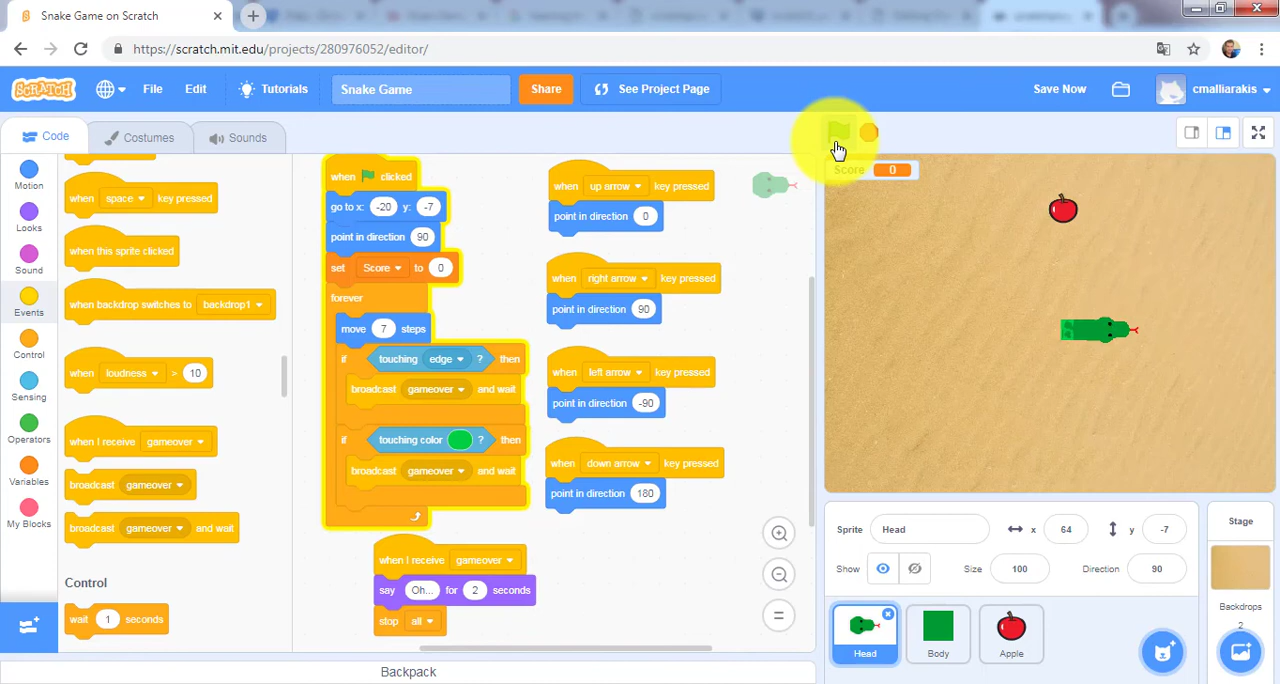 Snake Game on Scratch
https://scratch.mit.edu/projects/280976052/editor/
SCRATCH
File
Edit
Tutorials
Snake Game
Share
See Project Page
Save Now
cmalliarakis
Code
Costumes
Sounds
Motion
Looks
Sound
Events
Control
Sensing
Operators
Variables
My Blocks
when space key pressed
when this sprite clicked
when backdrop switches to backdrop1
when loudness > 10
when I receive gameover
broadcast gameover
broadcast gameover and wait
Control
wait 1 seconds
when clicked
go to x: -20 y: -7
point in direction 90
set Score to 0
forever
move 7 steps
if touching edge ? then
broadcast gameover and wait
if touching color ? then
broadcast gameover and wait
when I receive gameover
say Oh... for 2 seconds
stop all
when up arrow key pressed
point in direction 0
when right arrow key pressed
point in direction 90
when left arrow key pressed
point in direction -90
when down arrow key pressed
point in direction 180
Backpack
Score 0
Sprite Head x 64 y -7
Show Size 100 Direction 90
Head
Body
Apple
Stage
Backdrops
2